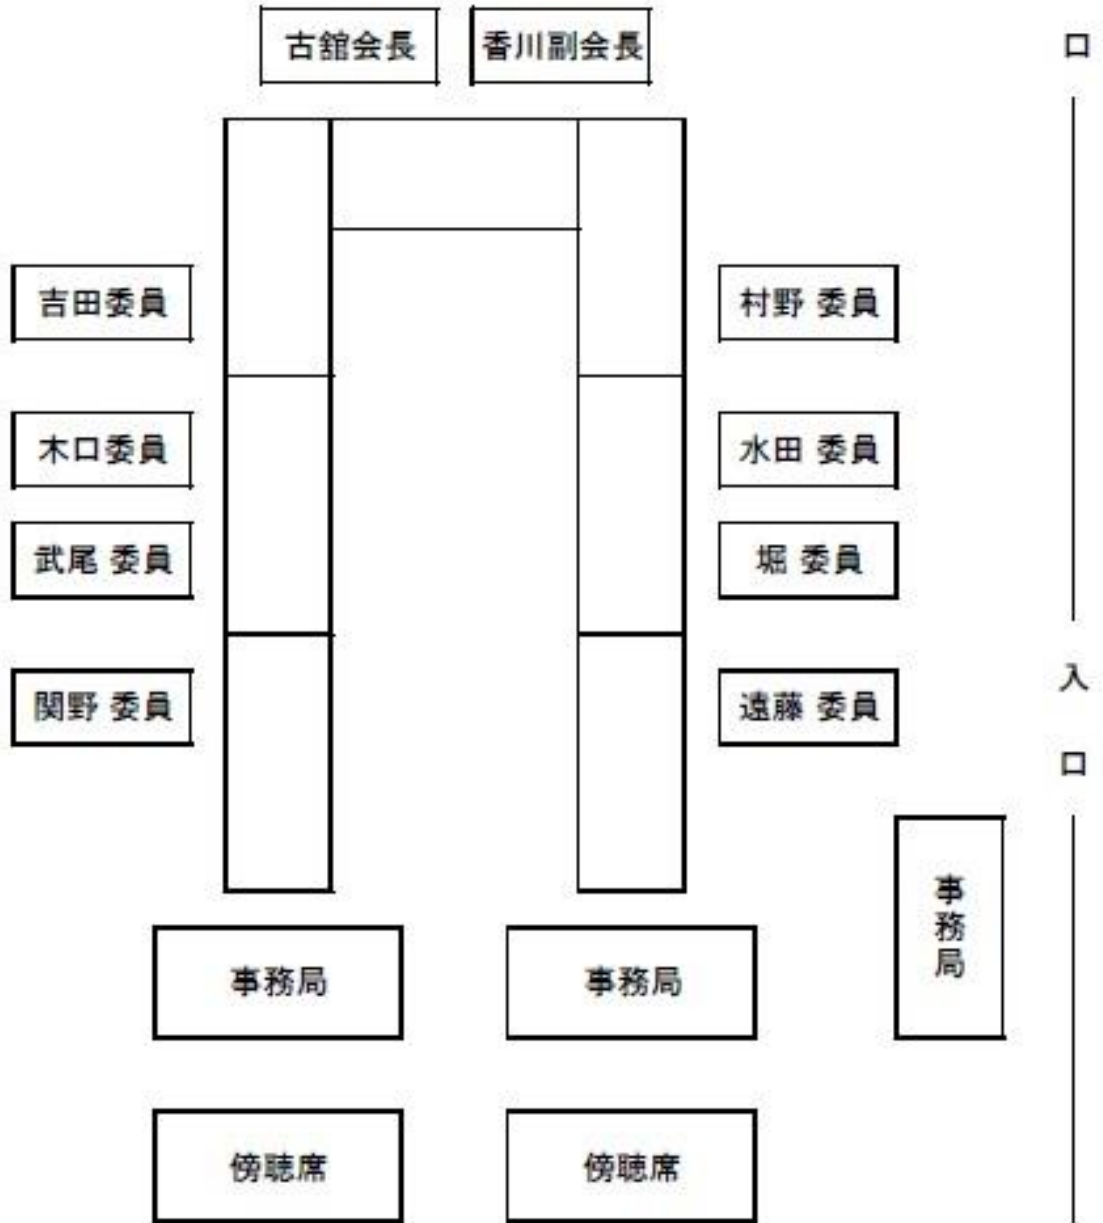 古舘会長 香川副会長
口
吉田委員 村野 委員
木口委員 水田 委員
武尾 委員 堀 委員
入
関野 委員 遠藤 委員
口
事務局
事務局 事務局
傍聴席 傍聴席